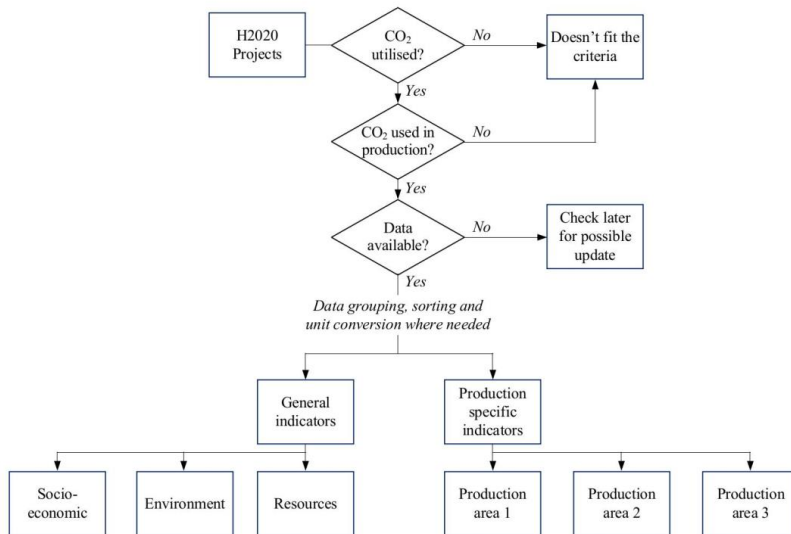 H2020
Projects
CO₂
utilised?
No
Doesn't fit the
criteria
Yes
CO₂ used in
production?
No
Yes
Data
available?
No
Check later
for possible
update
Yes
Data grouping, sorting and
unit conversion where needed
General
indicators
Production
specific
indicators
Socio-
economic
Environment
Resources
Production
area 1
Production
area 2
Production
area 3